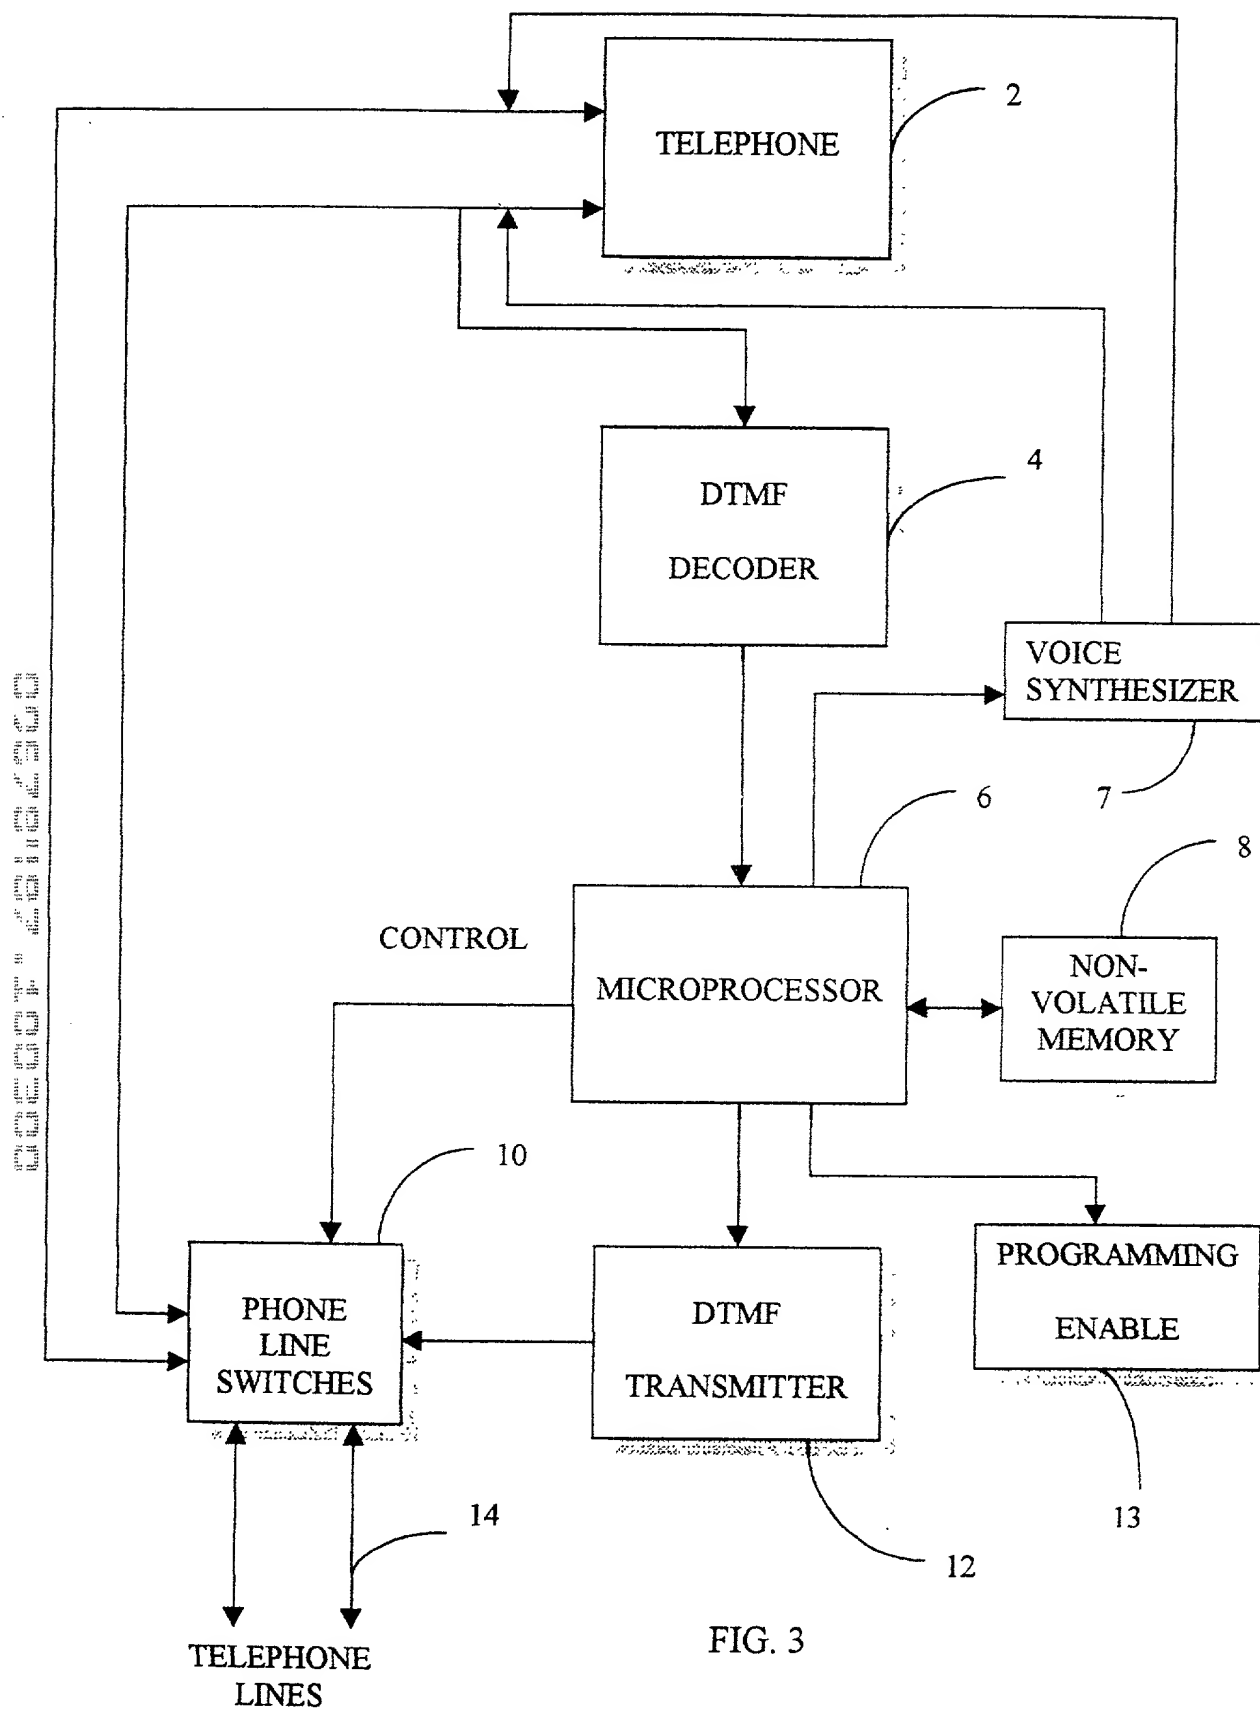 2
TELEPHONE
4
DTMF
DECODER
VOICE
SYNTHESIZER
7
6
8
CONTROL
MICROPROCESSOR
NON-
VOLATILE
MEMORY
10
PHONE
LINE
SWITCHES
DTMF
TRANSMITTER
PROGRAMMING
ENABLE
14
13
12
TELEPHONE
LINES
FIG. 3